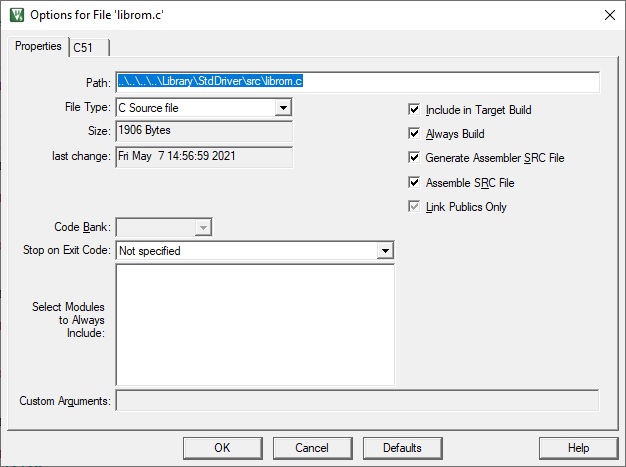 Options for File 'librom.c'
Properties
C51
Path:
..\..\..\..\Library\StdDriver\src\librom.c
File Type:
C Source file
Include in Target Build
Size:
1906 Bytes
Always Build
last change:
Fri May  7 14:56:59 2021
Generate Assembler SRC File
Assemble SRC File
Link Publics Only
Code Bank:
Stop on Exit Code:
Not specified
Select Modules
to Always
Include:
Custom Arguments:
OK
Cancel
Defaults
Help